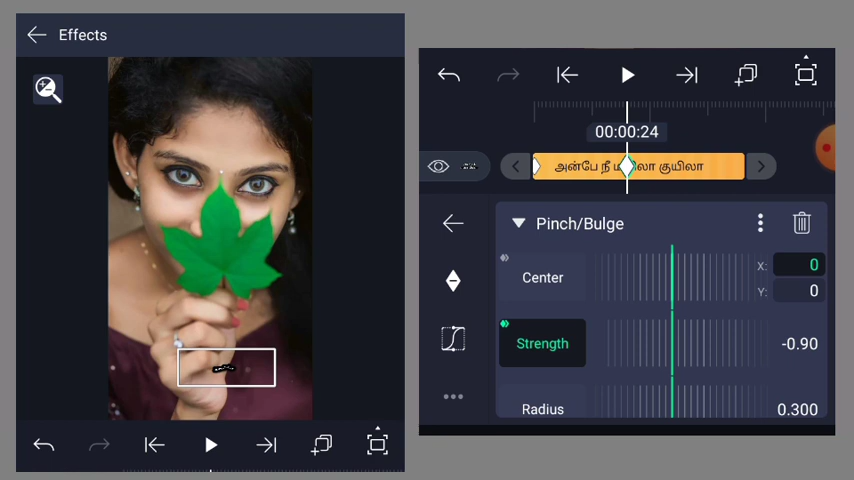 Effects
00:00:24
அன்பே நீ ம லா குயிலா
Pinch/Bulge
Center
X: 0
Y: 0
Strength
-0.90
Radius
0.300